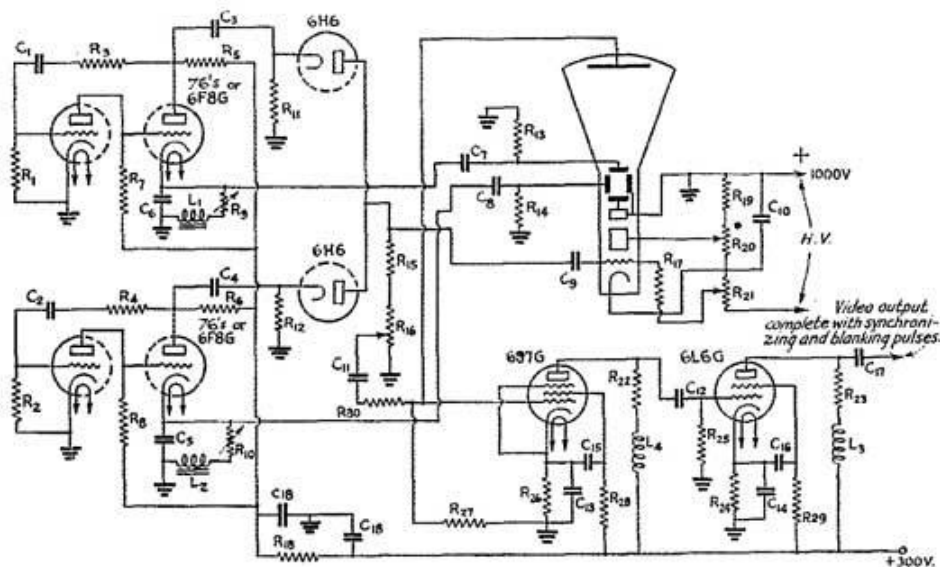 C3
6H6
C1
R3
R5
76's or
6F8G
R11
R1
R7
C6
L1
R9
C7
R13
C8
R14
+
1000V
R19
C10
R20
H.V.
R21
R15
6H6
C9
R17
C4
C2
R4
R6
76's or
6F8G
R12
R16
Video output
complete with synchroni-
zing and blanking pulses.
C11
6J7G
6L6G
C17
R22
R23
C12
R30
R2
R8
C5
L2
R10
L4
R25
L3
C15
C16
R26
C13
R28
R24
C14
R29
R27
C18
C18
R18
+300V.